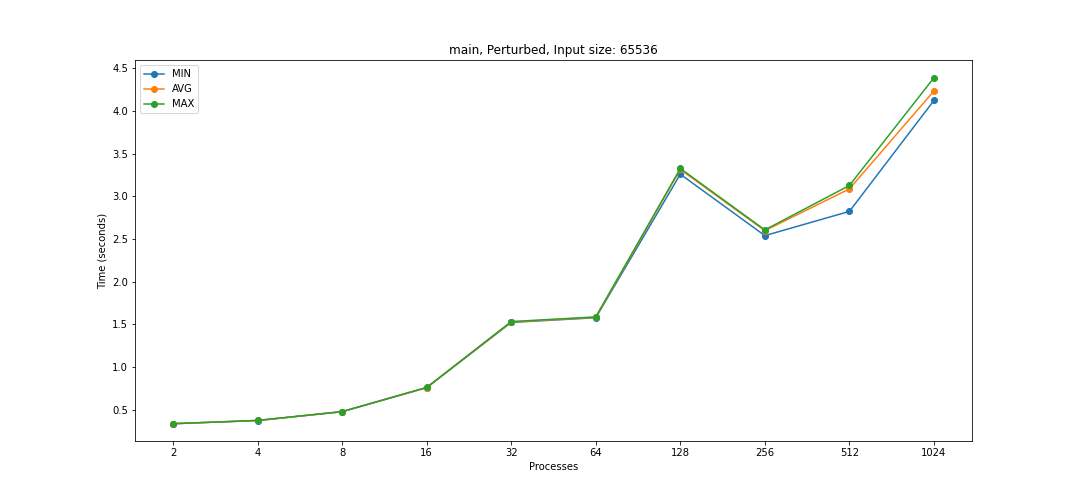 main, Perturbed, Input size: 65536
MIN
AVG
MAX
Time (seconds)
4.5
4.0
3.5
3.0
2.5
2.0
1.5
1.0
0.5
2 4 8 16 32 64 128 256 512 1024
Processes